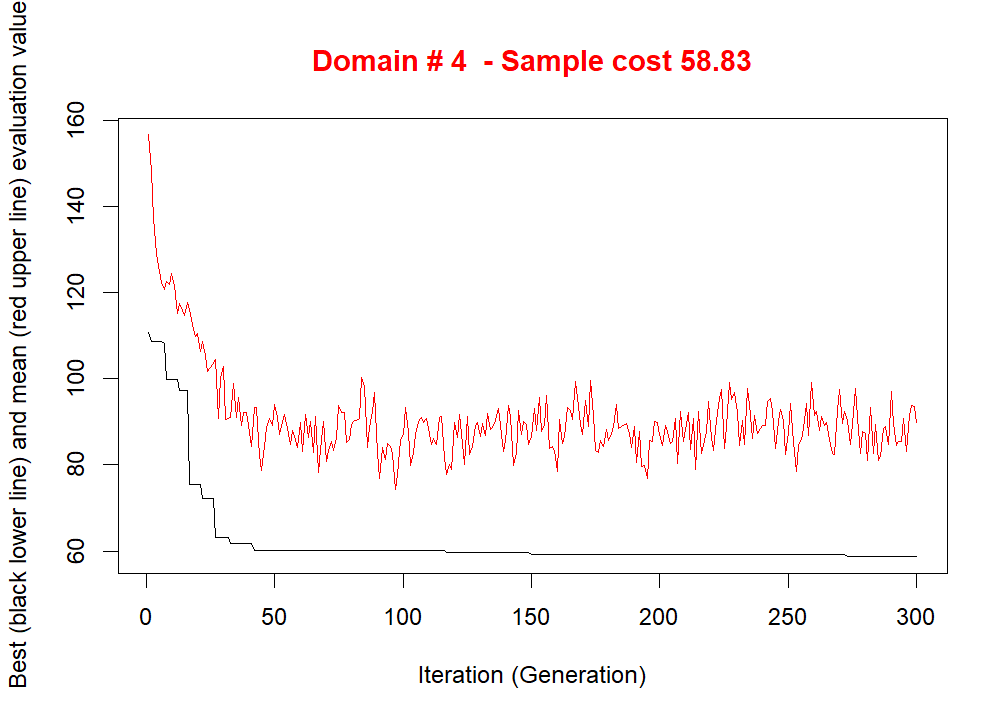 Domain # 4  - Sample cost 58.83
Best (black lower line) and mean (red upper line) evaluation value
160
140
120
100
80
60
0 50 100 150 200 250 300
Iteration (Generation)